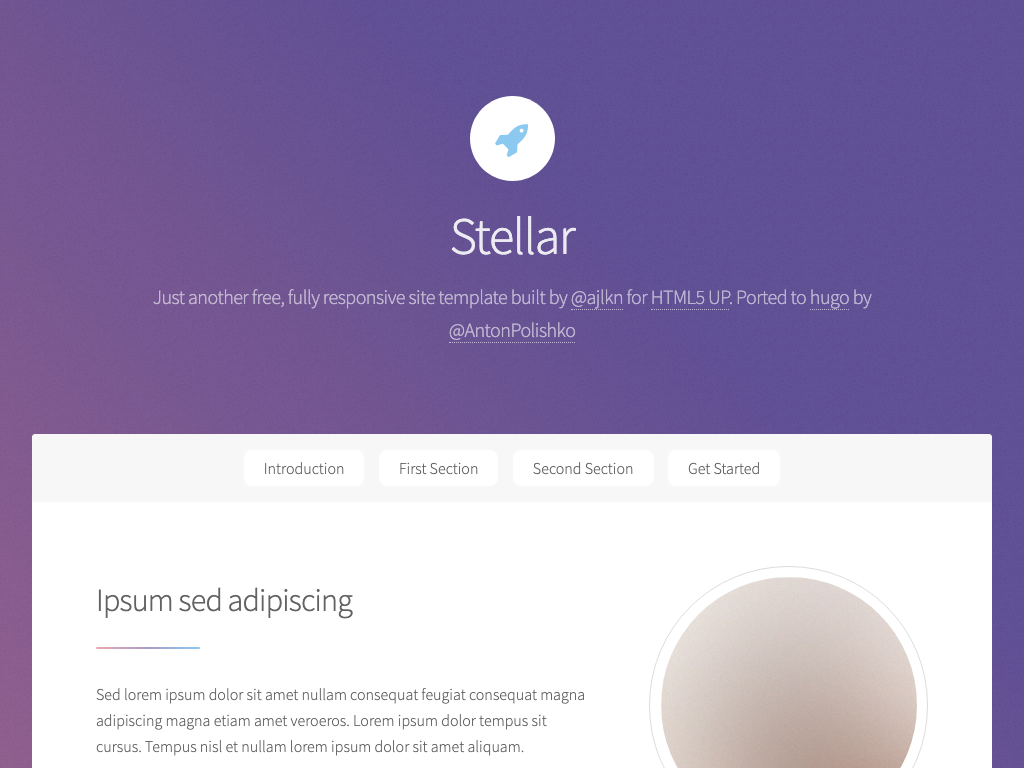 Stellar
Just another free, fully responsive site template built by @ajlkn for HTML5 UP. Ported to hugo by
@AntonPolishko
Introduction First Section Second Section Get Started
Ipsum sed adipiscing
Sed lorem ipsum dolor sit amet nullam consequat feugiat consequat magna
adipiscing magna etiam amet veroeros. Lorem ipsum dolor tempus sit
cursus. Tempus nisl et nullam lorem ipsum dolor sit amet aliquam.